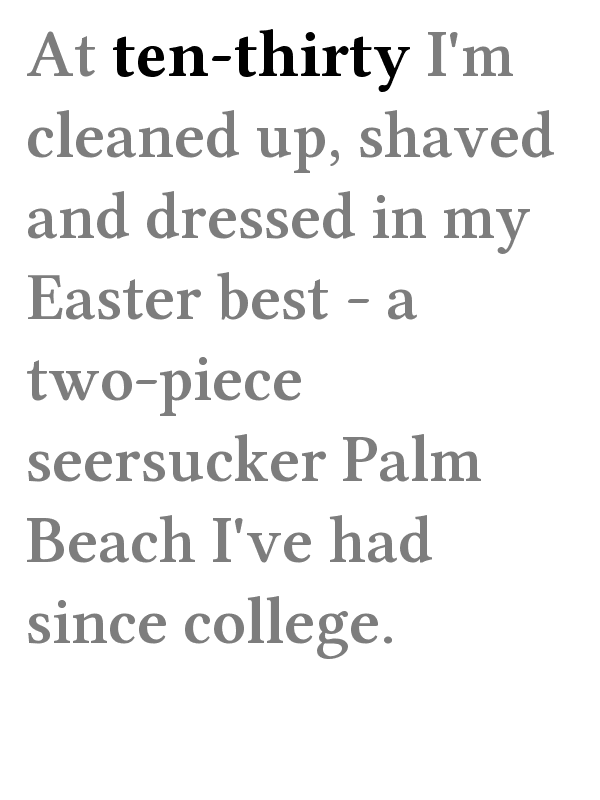 At ten-thirty I'm
cleaned up, shaved
and dressed in my
Easter best - a
two-piece
seersucker Palm
Beach I've had
since college.